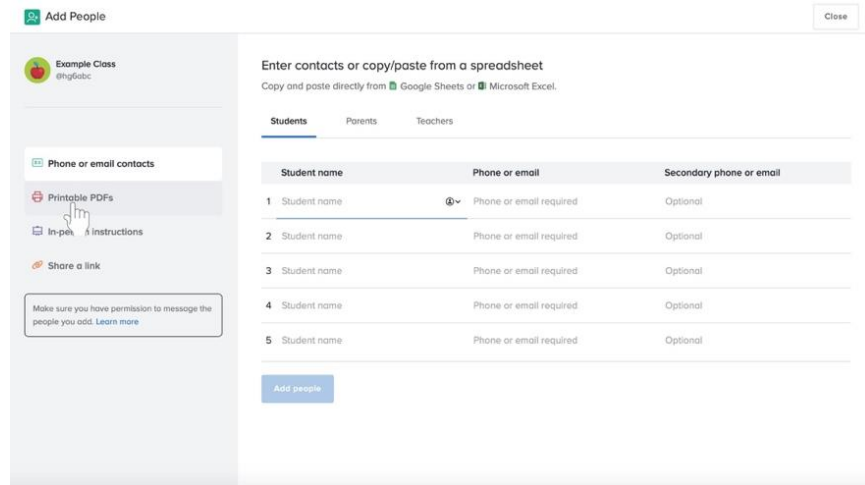 Add People
Close
Example Class
@hg6abc
Phone or email contacts
Printable PDFs
In-person instructions
Share a link
Make sure you have permission to message the
people you add. Learn more
Enter contacts or copy/paste from a spreadsheet
Copy and paste directly from Google Sheets or Microsoft Excel.
Students Parents Teachers
Student name Phone or email Secondary phone or email
1 Student name Phone or email required Optional
2 Student name Phone or email required Optional
3 Student name Phone or email required Optional
4 Student name Phone or email required Optional
5 Student name Phone or email required Optional
Add people